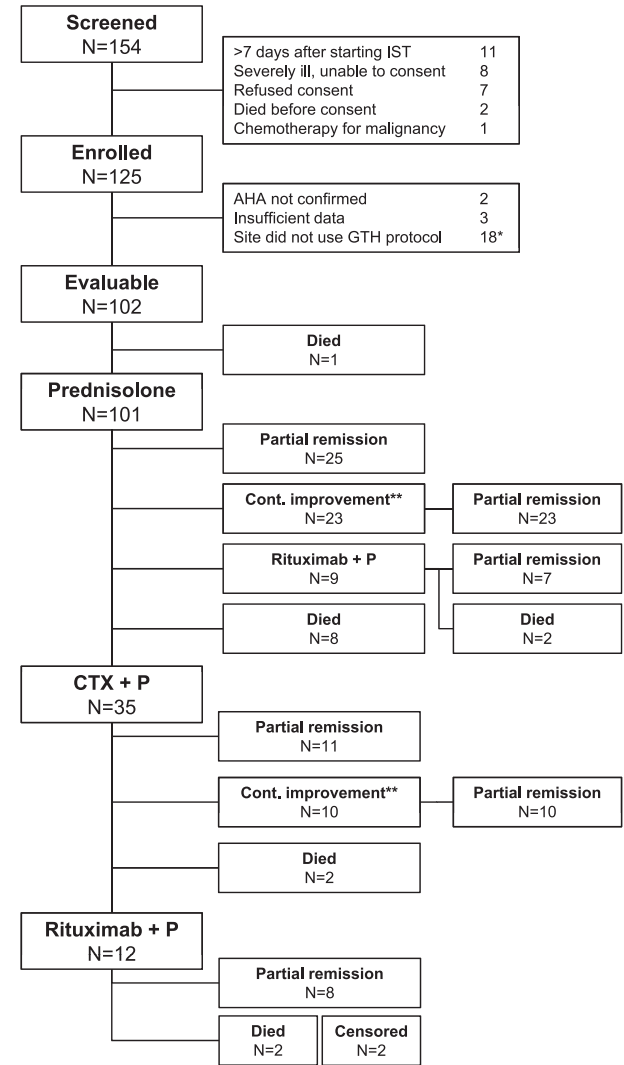 Screened
N=154
>7 days after starting IST 11
Severely ill, unable to consent 8
Refused consent 7
Died before consent 2
Chemotherapy for malignancy 1
Enrolled
N=125
AHA not confirmed 2
Insufficient data 3
Site did not use GTH protocol 18*
Evaluable
N=102
Died
N=1
Prednisolone
N=101
Partial remission
N=25
Cont. improvement**
N=23
Partial remission
N=23
Rituximab + P
N=9
Partial remission
N=7
Died
N=8
Died
N=2
CTX + P
N=35
Partial remission
N=11
Cont. improvement**
N=10
Partial remission
N=10
Died
N=2
Rituximab + P
N=12
Partial remission
N=8
Died
N=2
Censored
N=2